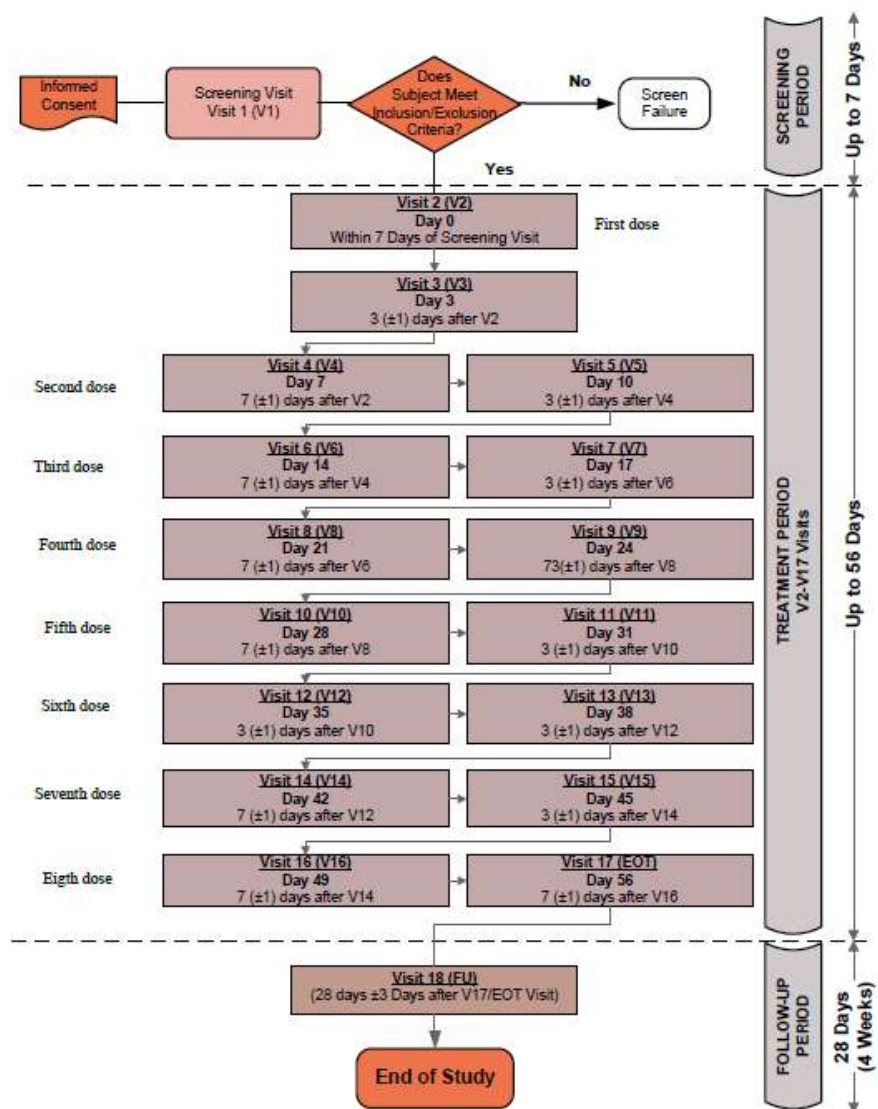 Informed
Consent
Screening Visit
Visit 1 (V1)
Does
Subject Meet
Inclusion/Exclusion
Criteria?
No
Screen
Failure
Yes
SCREENING
PERIOD
Up to 7 Days
Visit 2 (V2)
Day 0
Within 7 Days of Screening Visit
First dose
Visit 3 (V3)
Day 3
3 (±1) days after V2
Second dose
Visit 4 (V4)
Day 7
7 (±1) days after V2
Visit 5 (V5)
Day 10
3 (±1) days after V4
Third dose
Visit 6 (V6)
Day 14
7 (±1) days after V4
Visit 7 (V7)
Day 17
3 (±1) days after V6
Fourth dose
Visit 8 (V8)
Day 21
7 (±1) days after V6
Visit 9 (V9)
Day 24
73(±1) days after V8
Fifth dose
Visit 10 (V10)
Day 28
7 (±1) days after V8
Visit 11 (V11)
Day 31
3 (±1) days after V10
Sixth dose
Visit 12 (V12)
Day 35
3 (±1) days after V10
Visit 13 (V13)
Day 38
3 (±1) days after V12
Seventh dose
Visit 14 (V14)
Day 42
7 (±1) days after V12
Visit 15 (V15)
Day 45
3 (±1) days after V14
Eigth dose
Visit 16 (V16)
Day 49
7 (±1) days after V14
Visit 17 (EOT)
Day 56
7 (±1) days after V16
TREATMENT PERIOD
V2-V17 Visits
Up to 56 Days
Visit 18 (FU)
(28 days ±3 Days after V17/EOT Visit)
End of Study
FOLLOW-UP
PERIOD
28 Days
(4 Weeks)